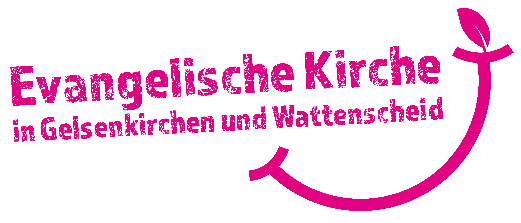 Evangelische Kirche
in Gelsenkirchen und Wattenscheid